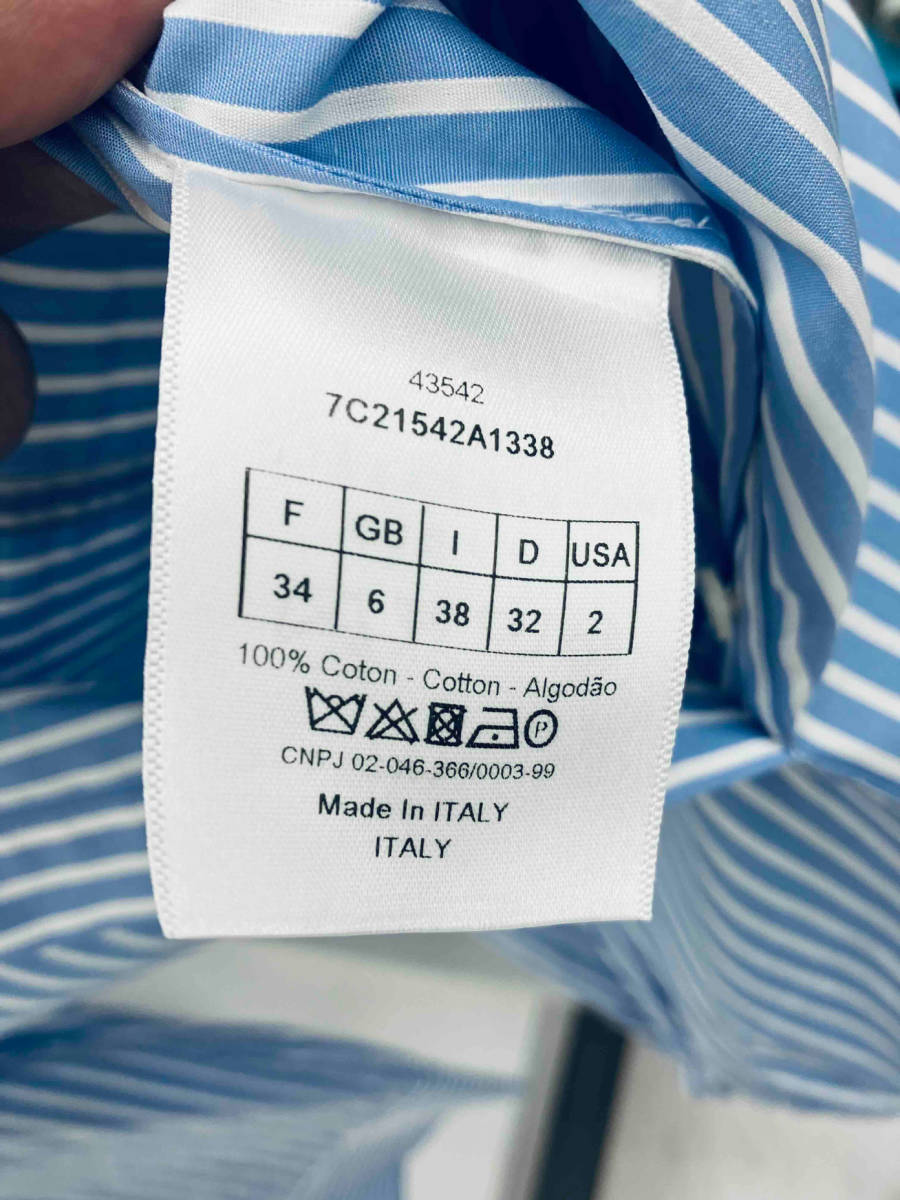 43542
7C21542A1338
F GB I D USA
34 6 38 32 2
100% Coton - Cotton - Algodão
P
CNPJ 02-046-366/0003-99
Made In ITALY
ITALY